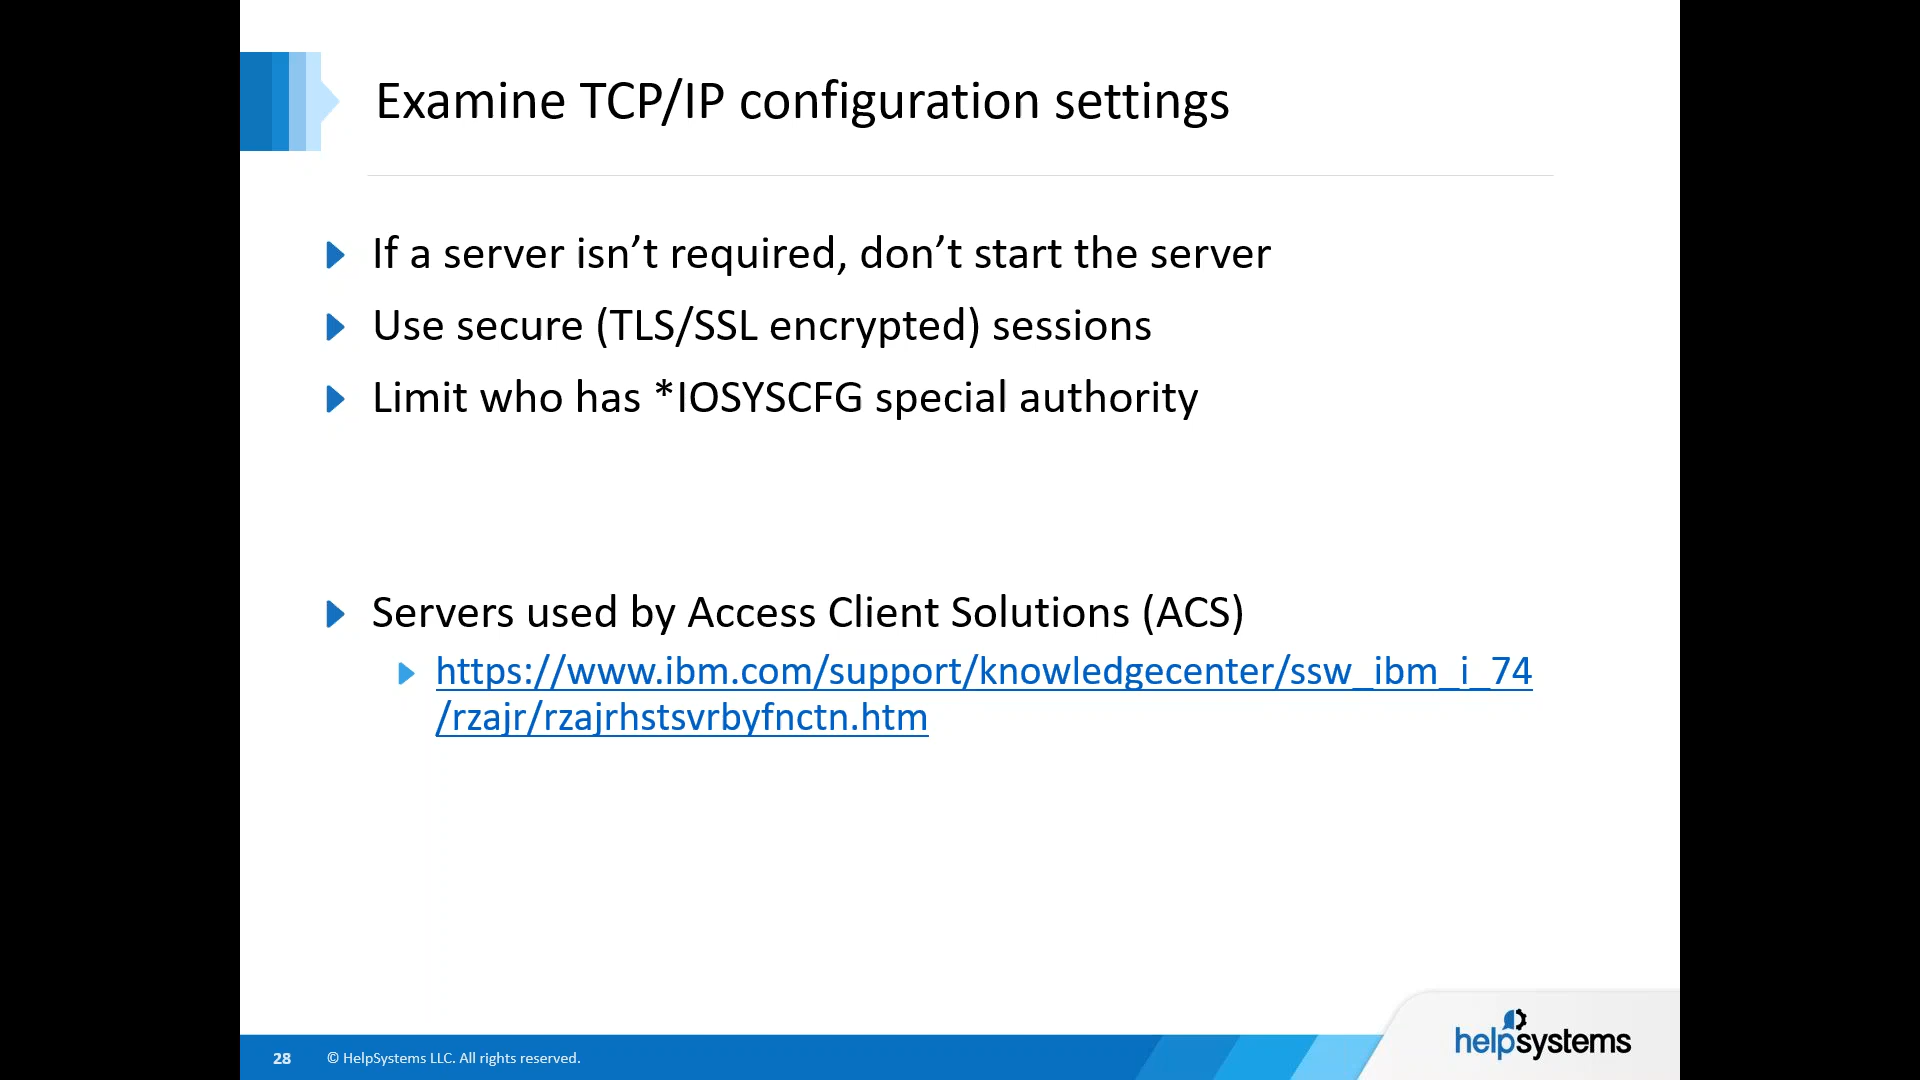 Examine TCP/IP configuration settings
If a server isn’t required, don’t start the server
Use secure (TLS/SSL encrypted) sessions
Limit who has *IOSYSCFG special authority
Servers used by Access Client Solutions (ACS)
https://www.ibm.com/support/knowledgecenter/ssw_ibm_i_74
/rzajr/rzajrhstsvrbyfnctn.htm
28
© HelpSystems LLC. All rights reserved.
helpsystems